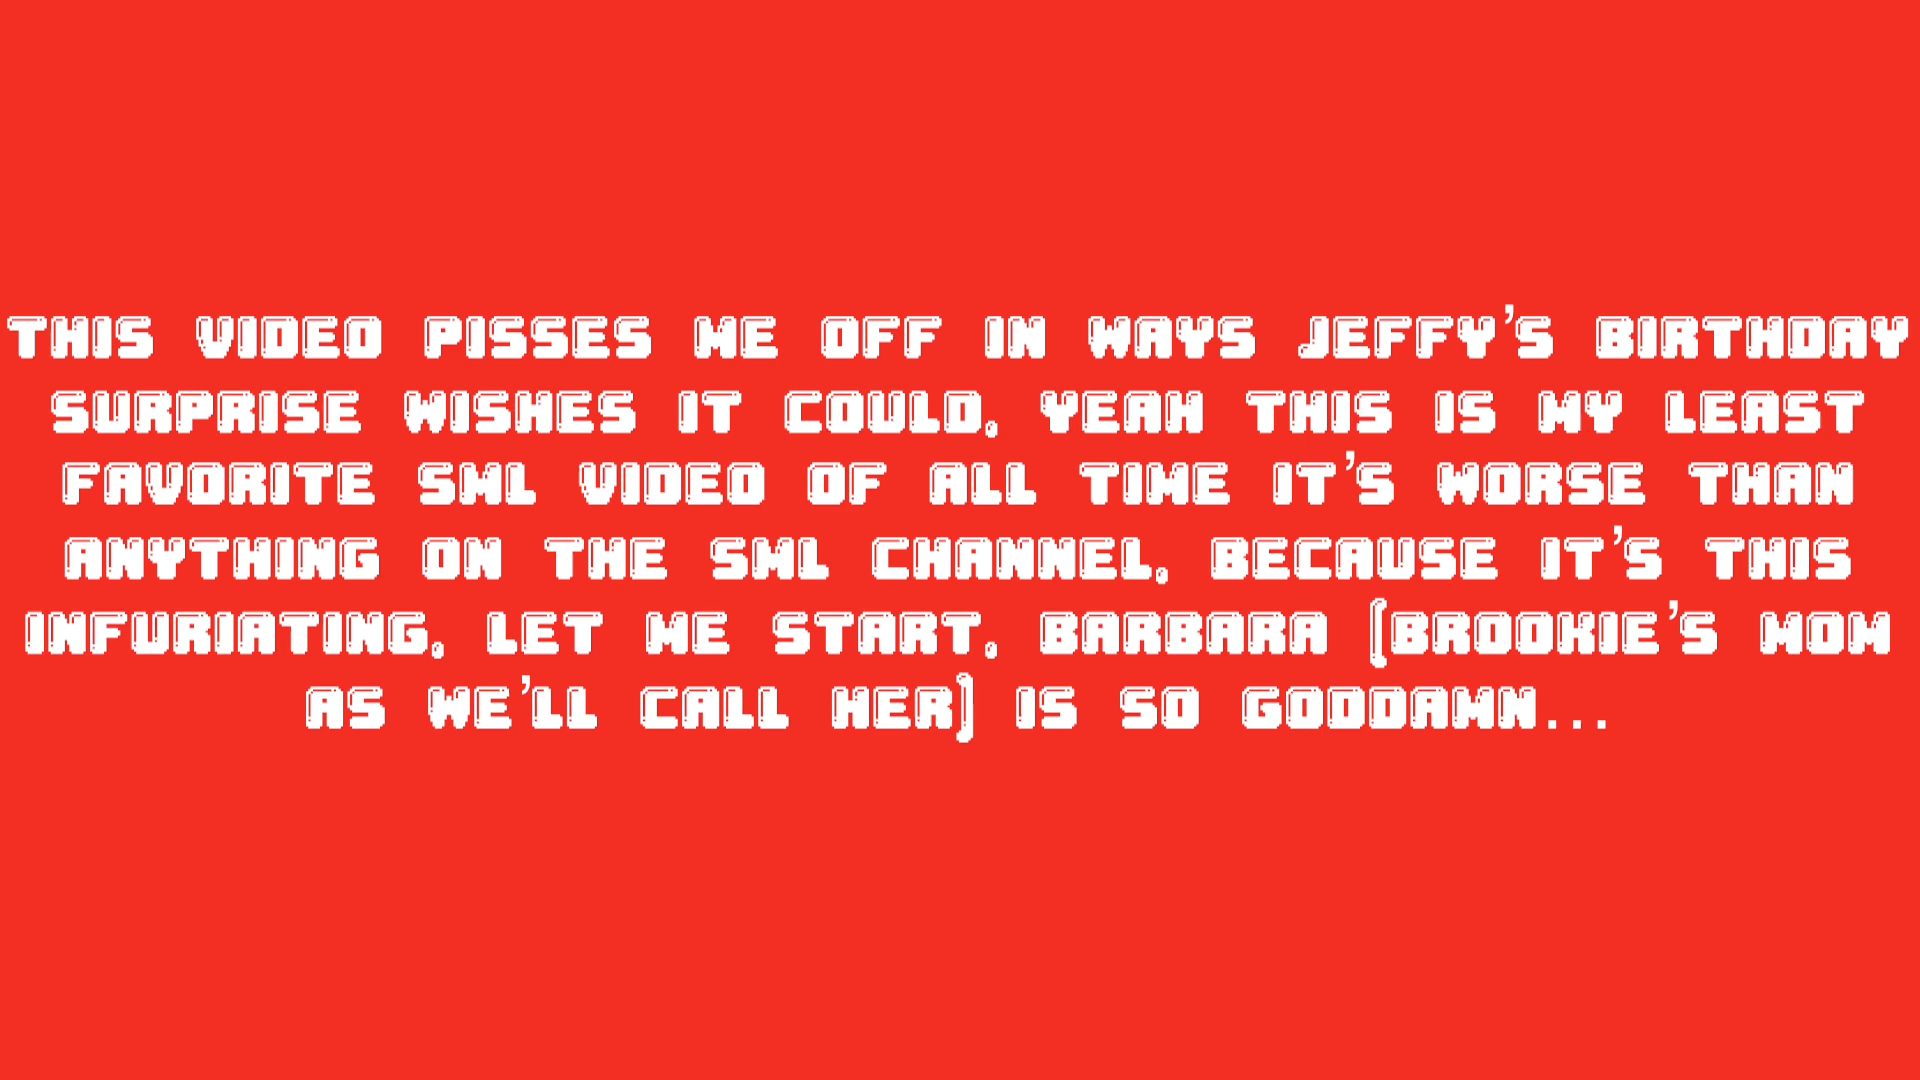 THIS VIDEO PISSES ME OFF IN WAYS JEFFY'S BIRTHDAY
SURPRISE WISHES IT COULD, YEAH THIS IS MY LEAST
FAVORITE SML VIDEO OF ALL TIME IT'S WORSE THAN
ANYTHING ON THE SML CHANNEL, BECAUSE IT'S THIS
INFURIATING, LET ME START, BARBARA (BROOKIE'S MOM
AS WE'LL CALL HER) IS SO GODDAMN...